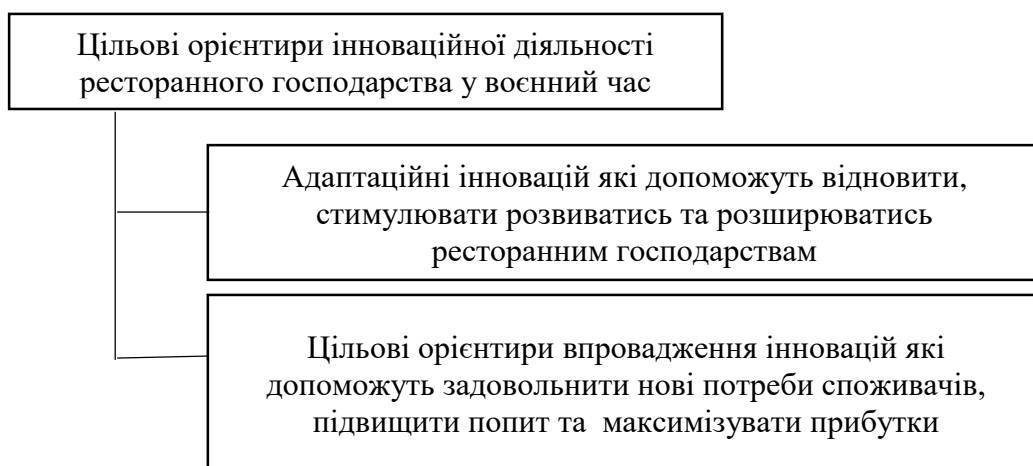 Цільові орієнтири інноваційної діяльності
ресторанного господарства у воєнний час
Адаптаційні інновацій які допоможуть відновити,
стимулювати розвиватись та розширюватись
ресторанним господарствам
Цільові орієнтири впровадження інновацій які
допоможуть задовольнити нові потреби споживачів,
підвищити попит та максимізувати прибутки